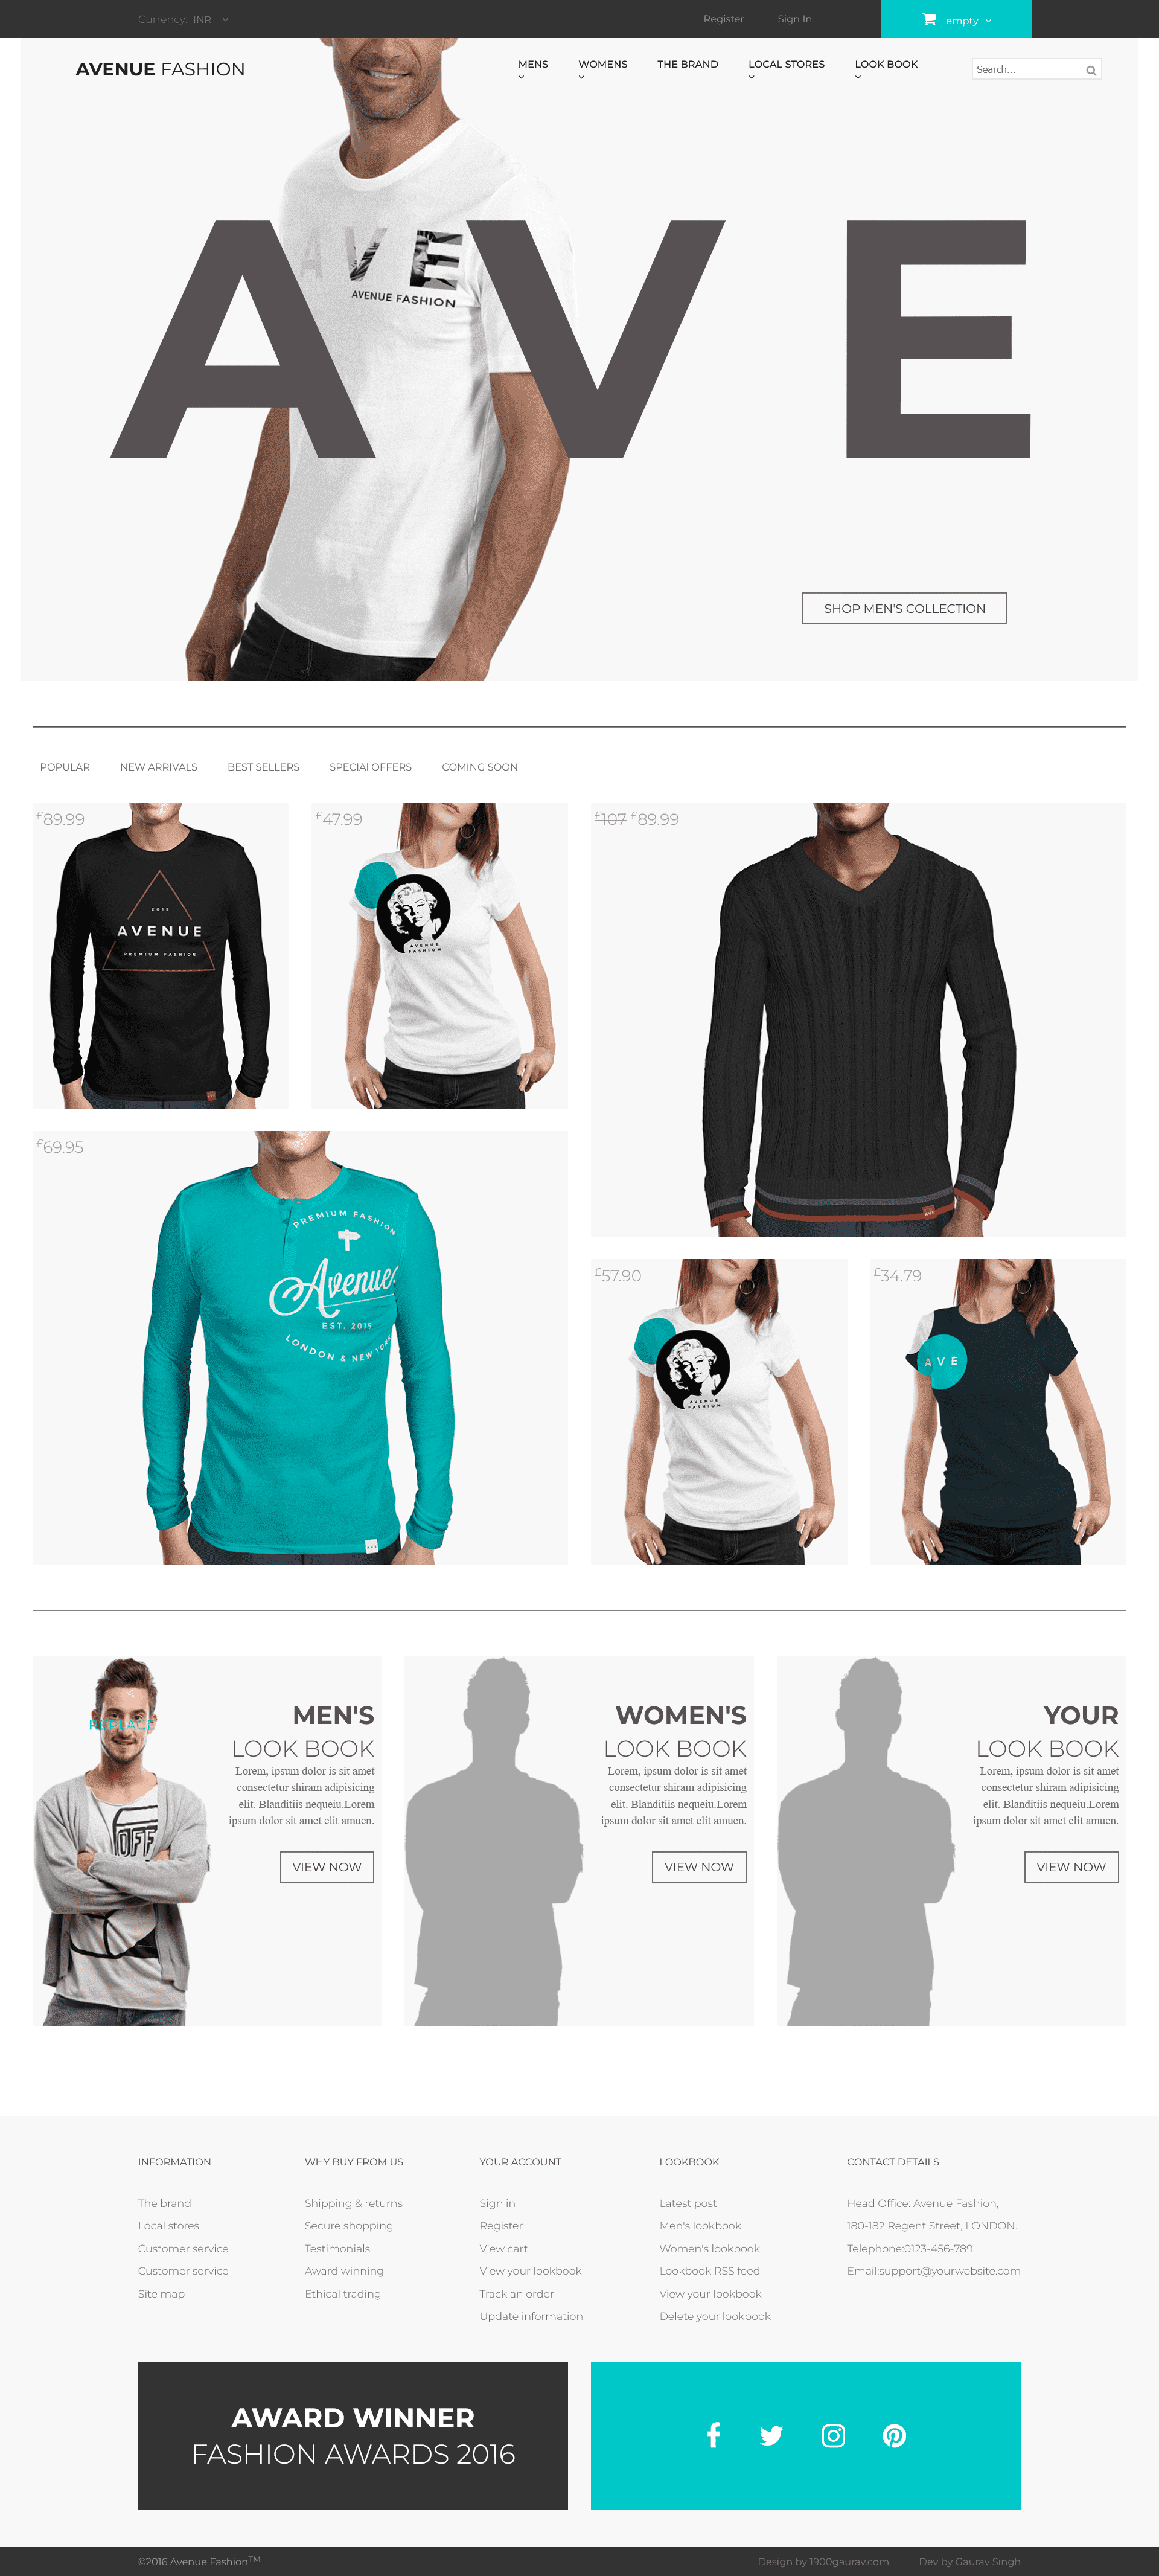 Currency: INR
Register Sign In empty
AVENUE FASHION
MENS WOMENS THE BRAND LOCAL STORES LOOK BOOK
Search...
AVE
AVENUE FASHION
A V E
SHOP MEN'S COLLECTION
POPULAR NEW ARRIVALS BEST SELLERS SPECIAl OFFERS COMING SOON
£89.99
2015
AVENUE
PREMIUM FASHION
£47.99
AVENUE
FASHION
£107 £89.99
AVE
£69.95
PREMIUM FASHION
Avenue
EST. 2015
LONDON & NEW YORK
AVE
£57.90
AVENUE
FASHION
£34.79
AVE
REPLACE
OFF
MEN'S
LOOK BOOK
Lorem, ipsum dolor is sit amet
consectetur shiram adipisicing
elit. Blanditiis nequeiu.Lorem
ipsum dolor sit amet elit amuen.
VIEW NOW
WOMEN'S
LOOK BOOK
Lorem, ipsum dolor is sit amet
consectetur shiram adipisicing
elit. Blanditiis nequeiu.Lorem
ipsum dolor sit amet elit amuen.
VIEW NOW
YOUR
LOOK BOOK
Lorem, ipsum dolor is sit amet
consectetur shiram adipisicing
elit. Blanditiis nequeiu.Lorem
ipsum dolor sit amet elit amuen.
VIEW NOW
INFORMATION
The brand
Local stores
Customer service
Customer service
Site map
WHY BUY FROM US
Shipping & returns
Secure shopping
Testimonials
Award winning
Ethical trading
YOUR ACCOUNT
Sign in
Register
View cart
View your lookbook
Track an order
Update information
LOOKBOOK
Latest post
Men's lookbook
Women's lookbook
Lookbook RSS feed
View your lookbook
Delete your lookbook
CONTACT DETAILS
Head Office: Avenue Fashion,
180-182 Regent Street, LONDON.
Telephone:0123-456-789
Email:support@yourwebsite.com
AWARD WINNER
FASHION AWARDS 2016
©2016 Avenue Fashion™
Design by 1900gaurav.com Dev by Gaurav Singh